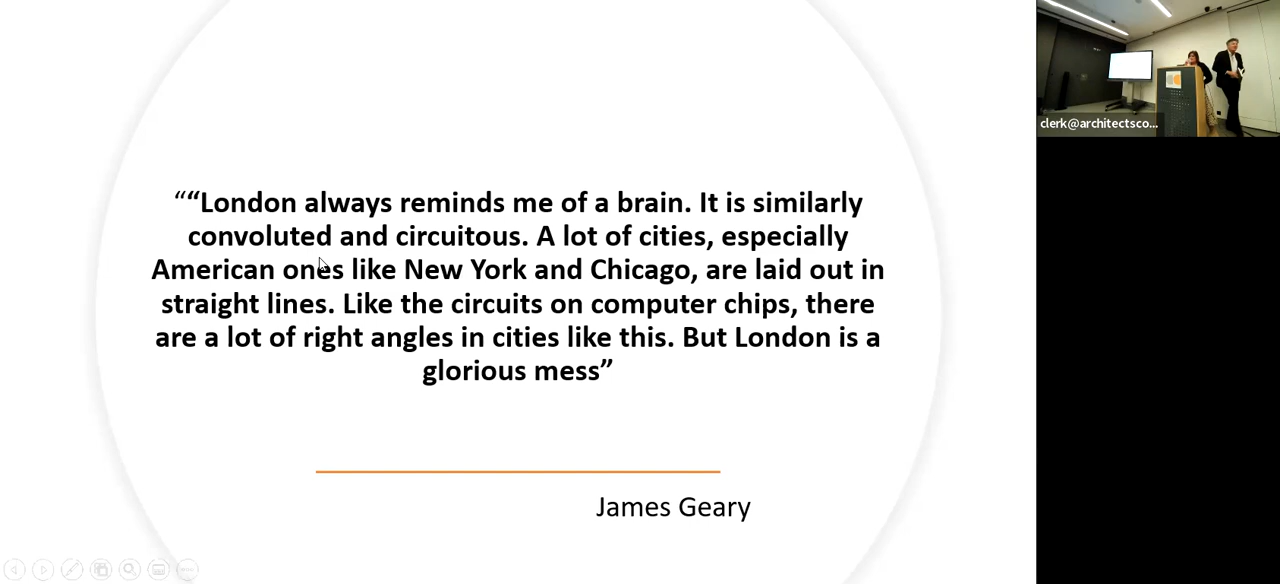 ““London always reminds me of a brain. It is similarly
convoluted and circuitous. A lot of cities, especially
American ones like New York and Chicago, are laid out in
straight lines. Like the circuits on computer chips, there
are a lot of right angles in cities like this. But London is a
glorious mess”
James Geary
clerk@architectsco...